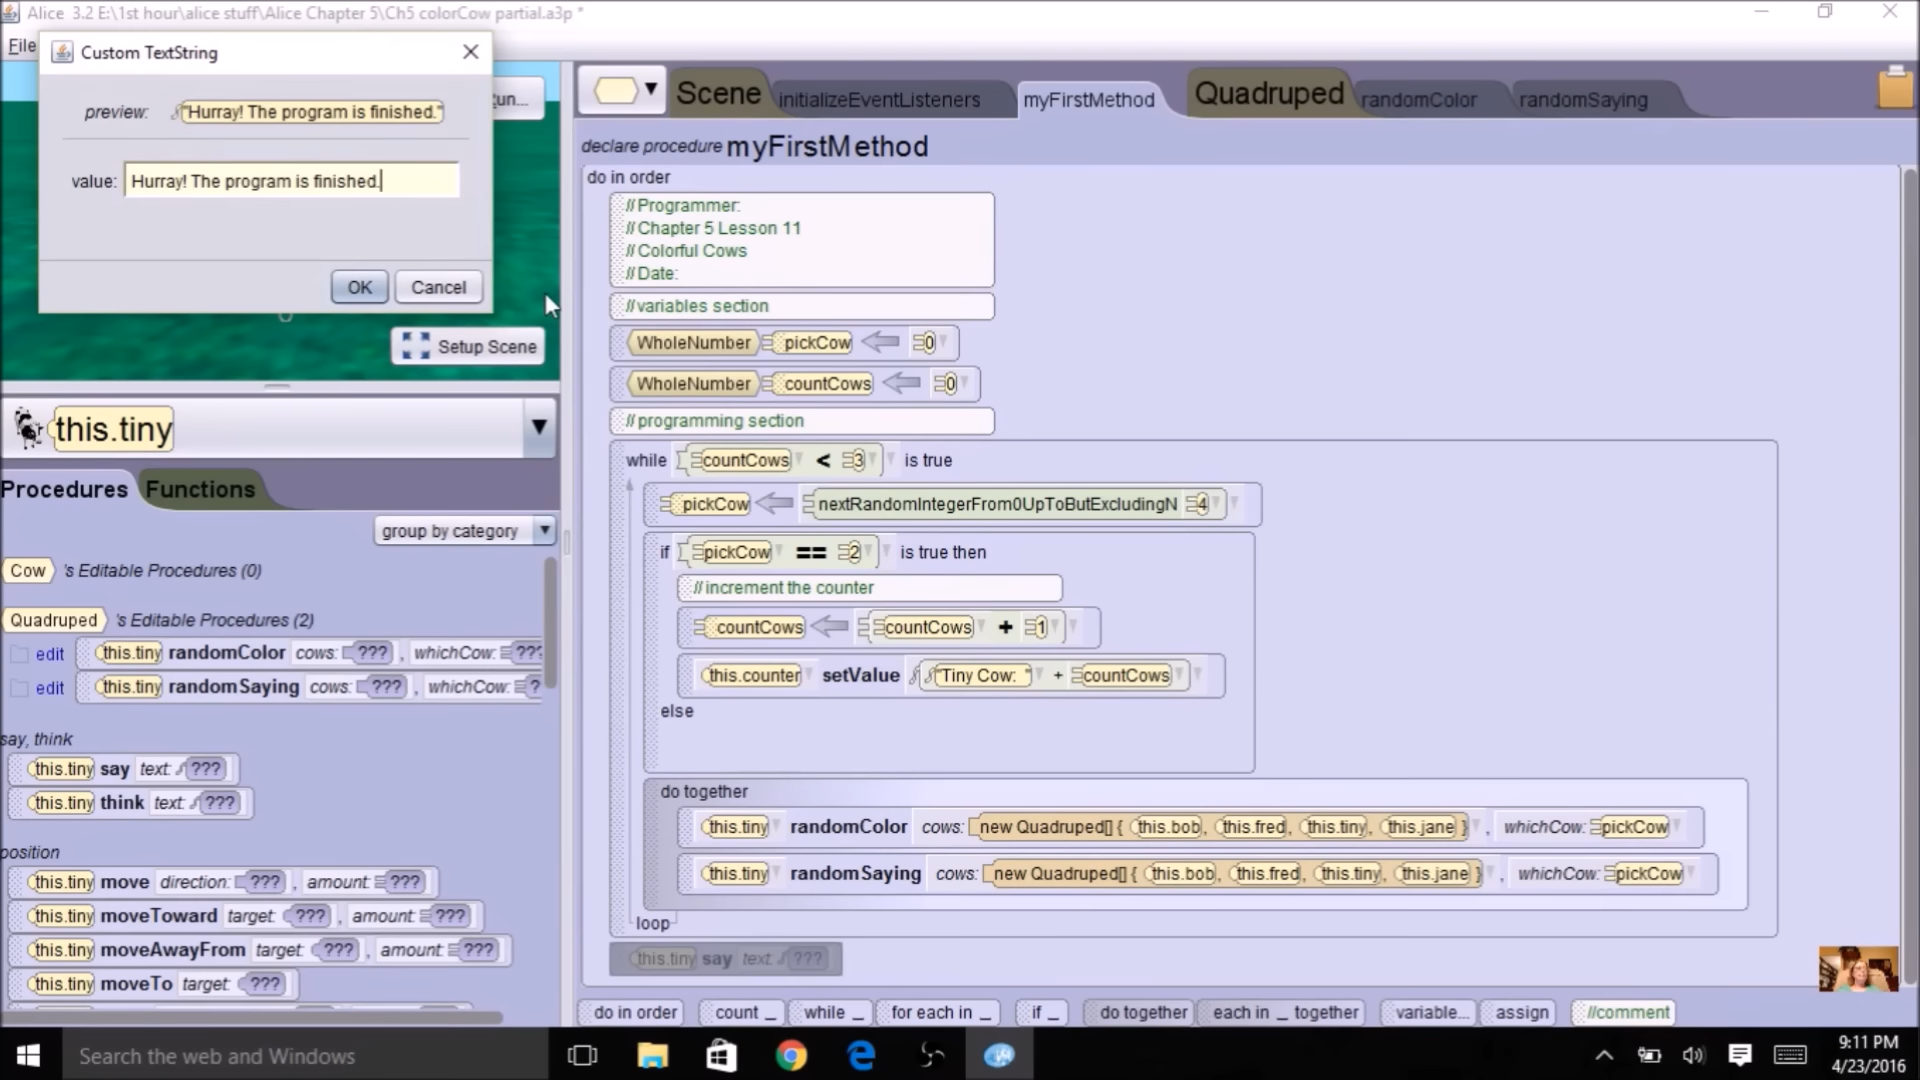 Alice 3.2 E:\1st hour\alice stuff\Alice Chapter 5\Ch5 colorCow partial.a3p *
File
Custom TextString
preview: "Hurray! The program is finished."
value: Hurray! The program is finished.
OK Cancel
Setup Scene
this.tiny
Procedures Functions
group by category
Cow 's Editable Procedures (0)
Quadruped 's Editable Procedures (2)
edit this.tiny randomColor cows: ??? , whichCow: ???
edit this.tiny randomSaying cows: ??? , whichCow: ?
say, think
this.tiny say text: ???
this.tiny think text: ???
position
this.tiny move direction: ??? , amount: ???
this.tiny moveToward target: ??? , amount: ???
this.tiny moveAwayFrom target: ??? , amount: ???
this.tiny moveTo target: ???
Scene initializeEventListeners myFirstMethod Quadruped randomColor randomSaying
declare procedure myFirstMethod
do in order
//Programmer:
//Chapter 5 Lesson 11
//Colorful Cows
//Date:
//variables section
WholeNumber pickCow 0
WholeNumber countCows 0
//programming section
while countCows < 3 is true
pickCow nextRandomIntegerFrom0UpToButExcludingN 4
if pickCow == 2 is true then
//increment the counter
countCows countCows + 1
this.counter setValue "Tiny Cow: " + countCows
else
do together
this.tiny randomColor cows: new Quadruped[] { this.bob, this.fred, this.tiny, this.jane } , whichCow: pickCow
this.tiny randomSaying cows: new Quadruped[] { this.bob, this.fred, this.tiny, this.jane } , whichCow: pickCow
loop
this.tiny say text: ???
do in order count _ while _ for each in _ if _ do together each in _ together variable... assign //comment
Search the web and Windows
9:11 PM
4/23/2016